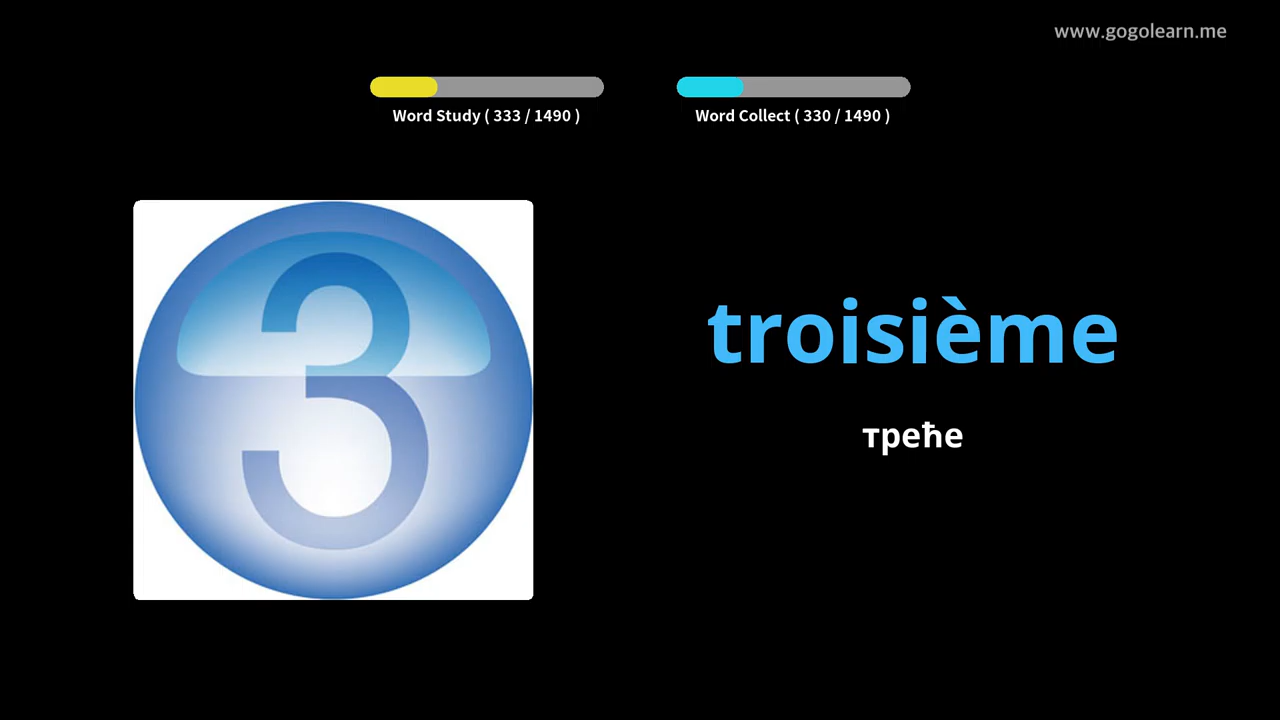 www.gogolearn.me
Word Study ( 333 / 1490 )
Word Collect ( 330 / 1490 )
3
troisième
треће